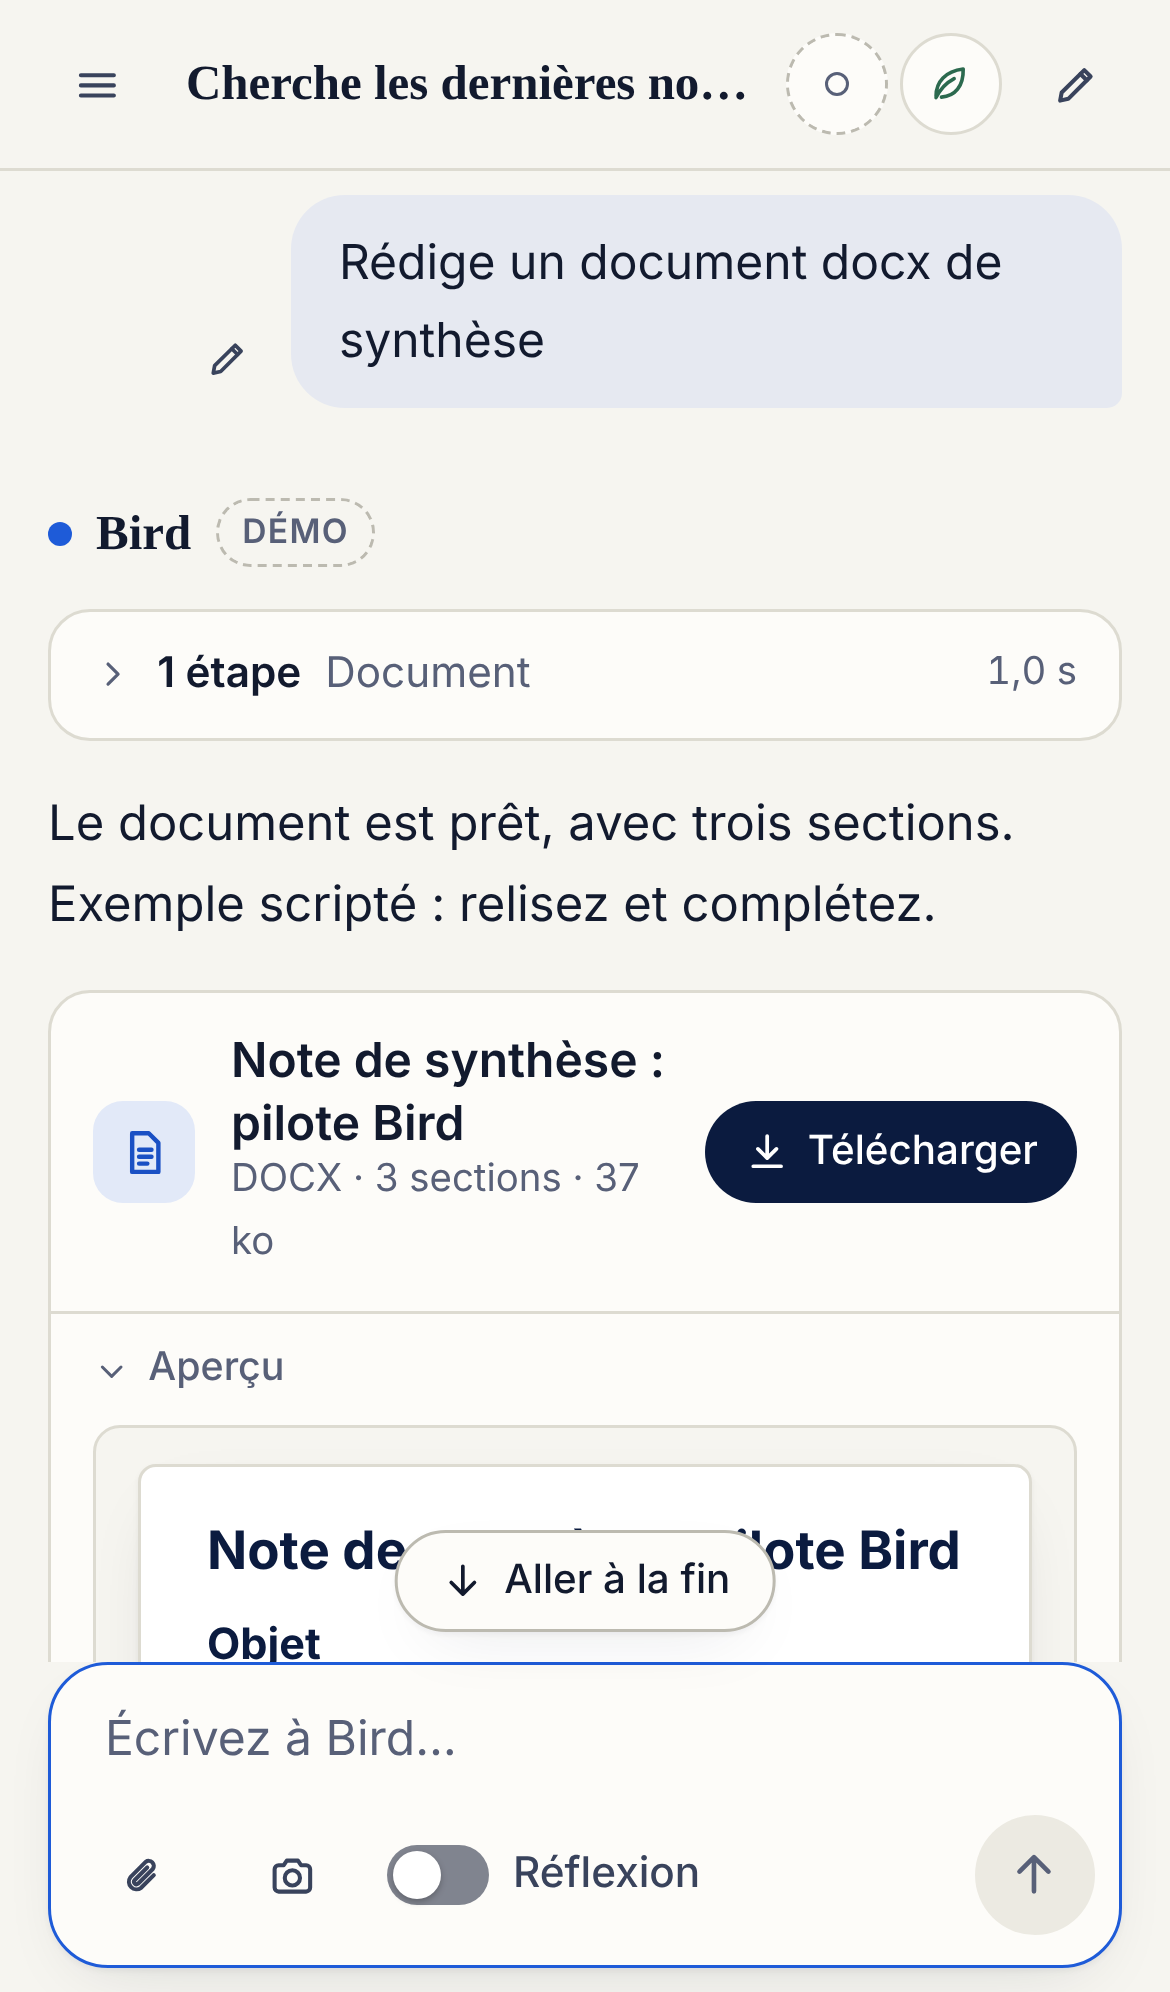 Cherche les dernières no…
Rédige un document docx de
synthèse
Bird DÉMO
1 étape Document 1,0 s
Le document est prêt, avec trois sections.
Exemple scripté : relisez et complétez.
Note de synthèse :
pilote Bird
DOCX · 3 sections · 37
ko
Télécharger
Aperçu
Note de
ilote Bird
Aller à la fin
Objet
Écrivez à Bird…
Réflexion